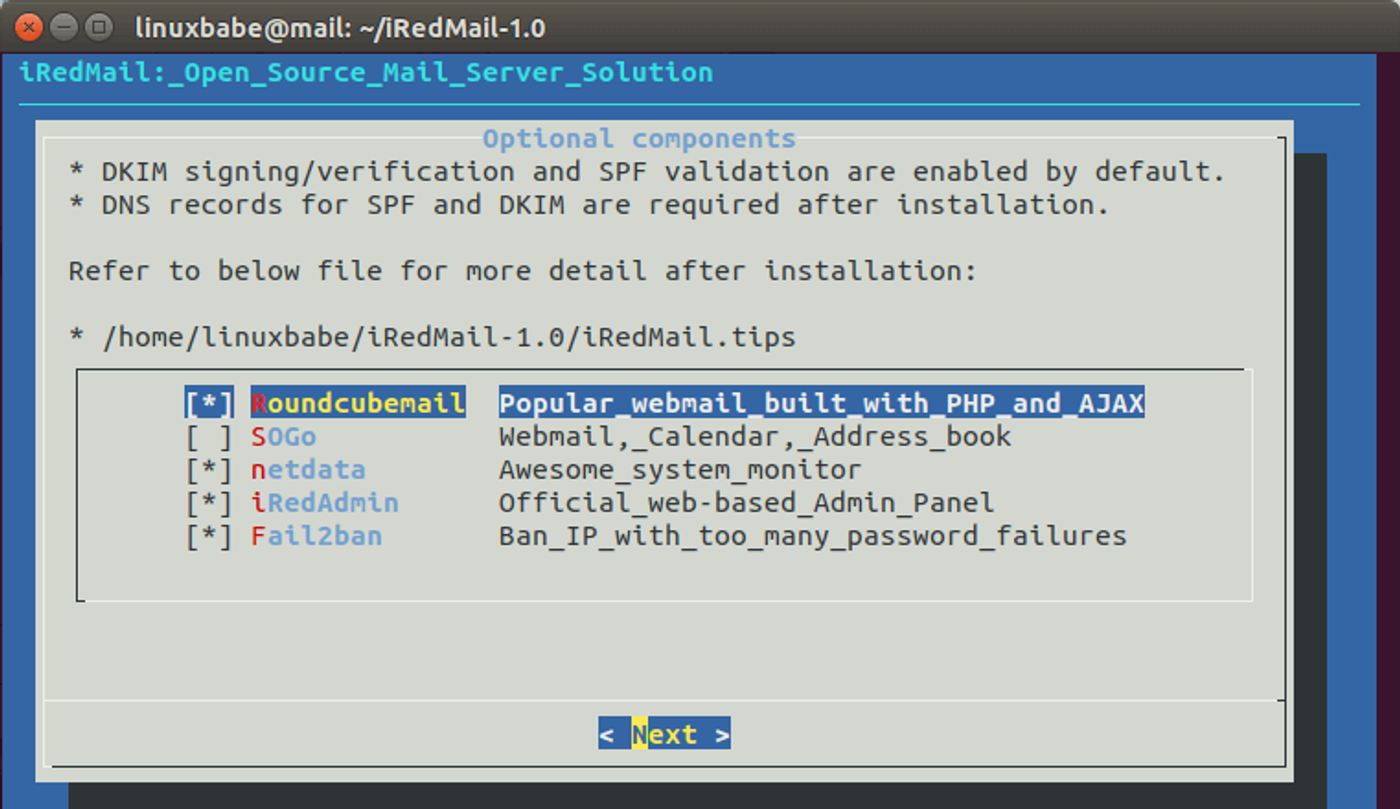 linuxbabe@mail: ~/iRedMail-1.0
iRedMail:_Open_Source_Mail_Server_Solution
Optional components
* DKIM signing/verification and SPF validation are enabled by default.
* DNS records for SPF and DKIM are required after installation.
Refer to below file for more detail after installation:
* /home/linuxbabe/iRedMail-1.0/iRedMail.tips
[*] Roundcubemail Popular_webmail_built_with_PHP_and_AJAX
[ ] SOGo Webmail,_Calendar,_Address_book
[*] netdata Awesome_system_monitor
[*] iRedAdmin Official_web-based_Admin_Panel
[*] Fail2ban Ban_IP_with_too_many_password_failures
< Next >